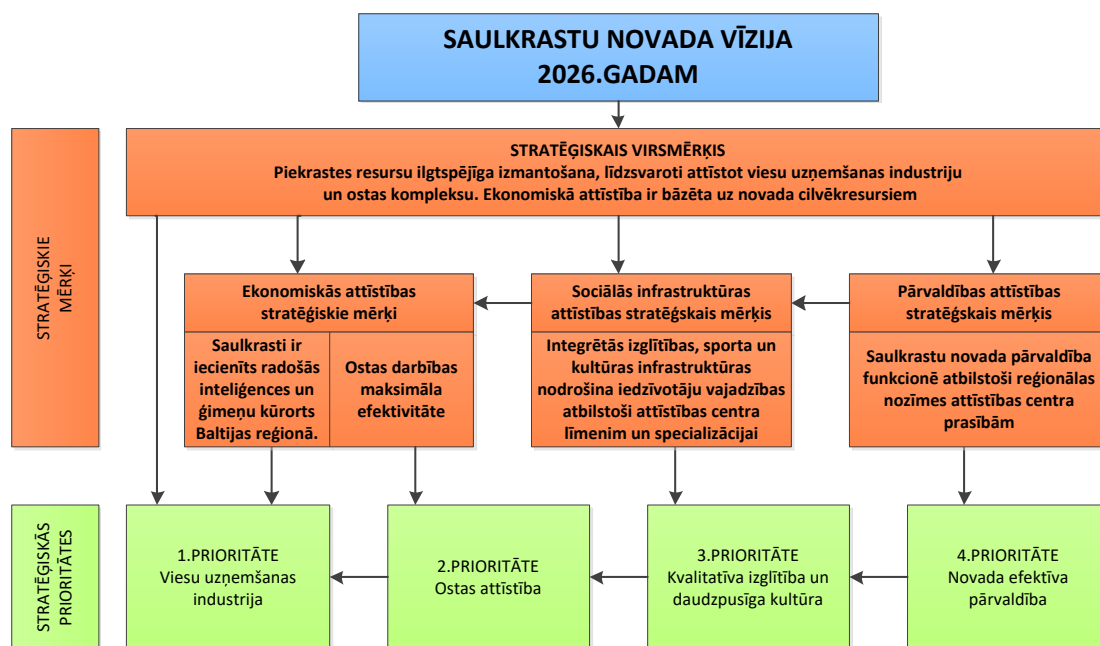 SAULKRASTU NOVADA VĪZIJA
2026.GADAM
STRATĒĢISKIE
MĒRĶI
STRATĒĢISKAIS VIRSMĒRĶIS
Piekrastes resursu ilgtspējīga izmantošana, līdzsvaroti attīstot viesu uzņemšanas industriju
un ostas kompleksu. Ekonomiskā attīstība ir bāzēta uz novada cilvēkresursiem
Ekonomiskās attīstības
stratēģiskie mērķi
Saulkrasti ir
iecienīts radošās
inteliģences un
ģimeņu kūrorts
Baltijas reģionā.
Ostas darbības
maksimāla
efektivitāte
Sociālās infrastruktūras
attīstības stratēģskais mērķis
Integrētās izglītības, sporta un
kultūras infrastruktūras
nodrošina iedzīvotāju vajadzības
atbilstoši attīstības centra
līmenim un specializācijai
Pārvaldības attīstības
stratēģskais mērķis
Saulkrastu novada pārvaldība
funkcionē atbilstoši reģionālas
nozīmes attīstības centra
prasībām
STRATĒĢISKĀS
PRIORITĀTES
1.PRIORITĀTE
Viesu uzņemšanas
industrija
2.PRIORITĀTE
Ostas attīstība
3.PRIORITĀTE
Kvalitatīva izglītība un
daudzpusīga kultūra
4.PRIORITĀTE
Novada efektīva
pārvaldība